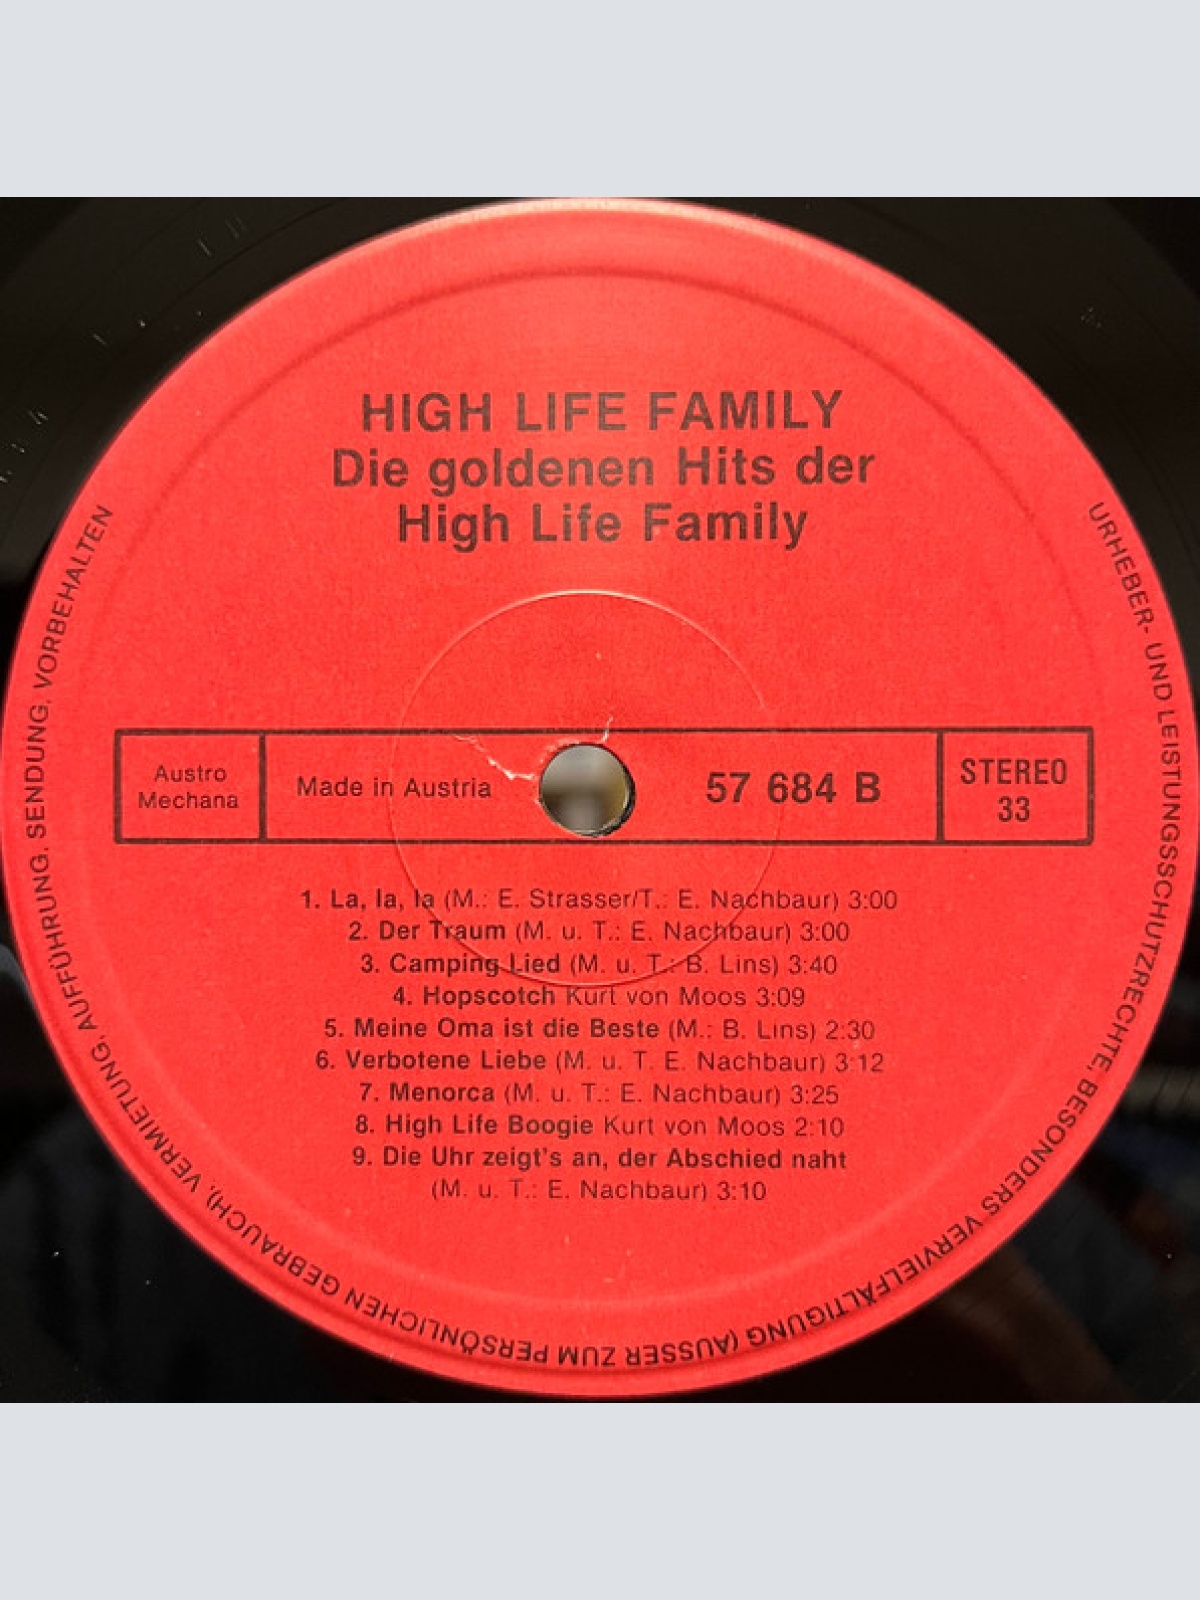 HIGH LIFE FAMILY
Die goldenen Hits der
High Life Family
Austro
Mechana
Made in Austria
57 684 B
STEREO
33
1. La, la, la (M.: E. Strasser/T.: E. Nachbaur) 3:00
2. Der Traum (M. u. T.: E. Nachbaur) 3:00
3. Camping Lied (M. u. T.: B. Lins) 3:40
4. Hopscotch Kurt von Moos 3:09
5. Meine Oma ist die Beste (M.: B. Lins) 2:30
6. Verbotene Liebe (M. u. T. E. Nachbaur) 3:12
7. Menorca (M. u. T.: E. Nachbaur) 3:25
8. High Life Boogie Kurt von Moos 2:10
9. Die Uhr zeigt's an, der Abschied naht
(M. u. T.: E. Nachbaur) 3:10
URHEBER- UND LEISTUNGSSCHUTZRECHTE, BESONDERS VERVIELFÄLTIGUNG (AUSSER ZUM PERSÖNLICHEN GEBRAUCH), VERMIETUNG, AUFFÜHRUNG, SENDUNG, VORBEHALTEN